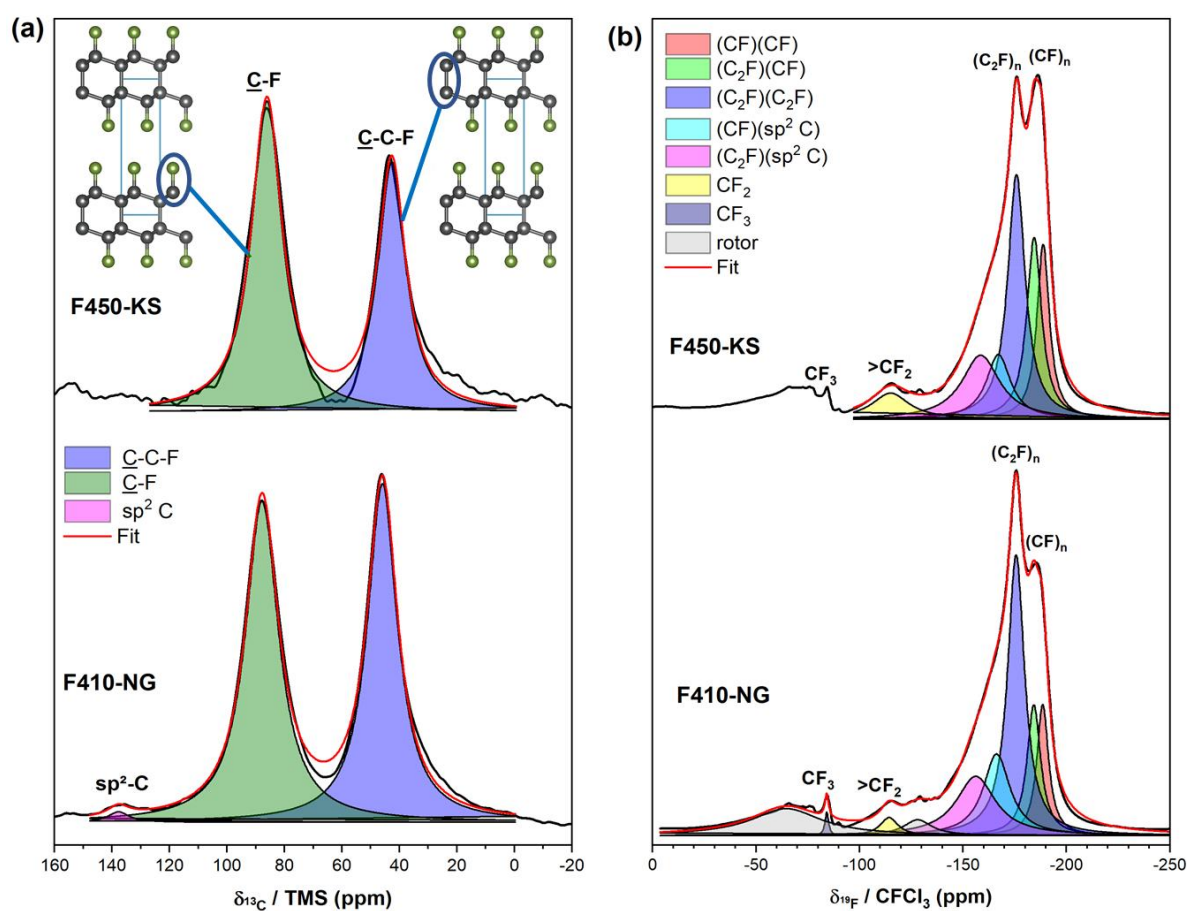 (a)
C-F
C-C-F
F450-KS
C-C-F
C-F
sp² C
Fit
F410-NG
sp²-C
160 140 120 100 80 60 40 20 0 -20
δ¹³C / TMS (ppm)
(b)
(CF)(CF)
(C₂F)(CF)
(C₂F)(C₂F)
(CF)(sp² C)
(C₂F)(sp² C)
CF₂
CF₃
rotor
Fit
(C₂F)ₙ
(CF)ₙ
F450-KS
CF₃
>CF₂
(C₂F)ₙ
(CF)ₙ
F410-NG
CF₃
>CF₂
0 -50 -100 -150 -200 -250
δ¹⁹F / CFCl₃ (ppm)